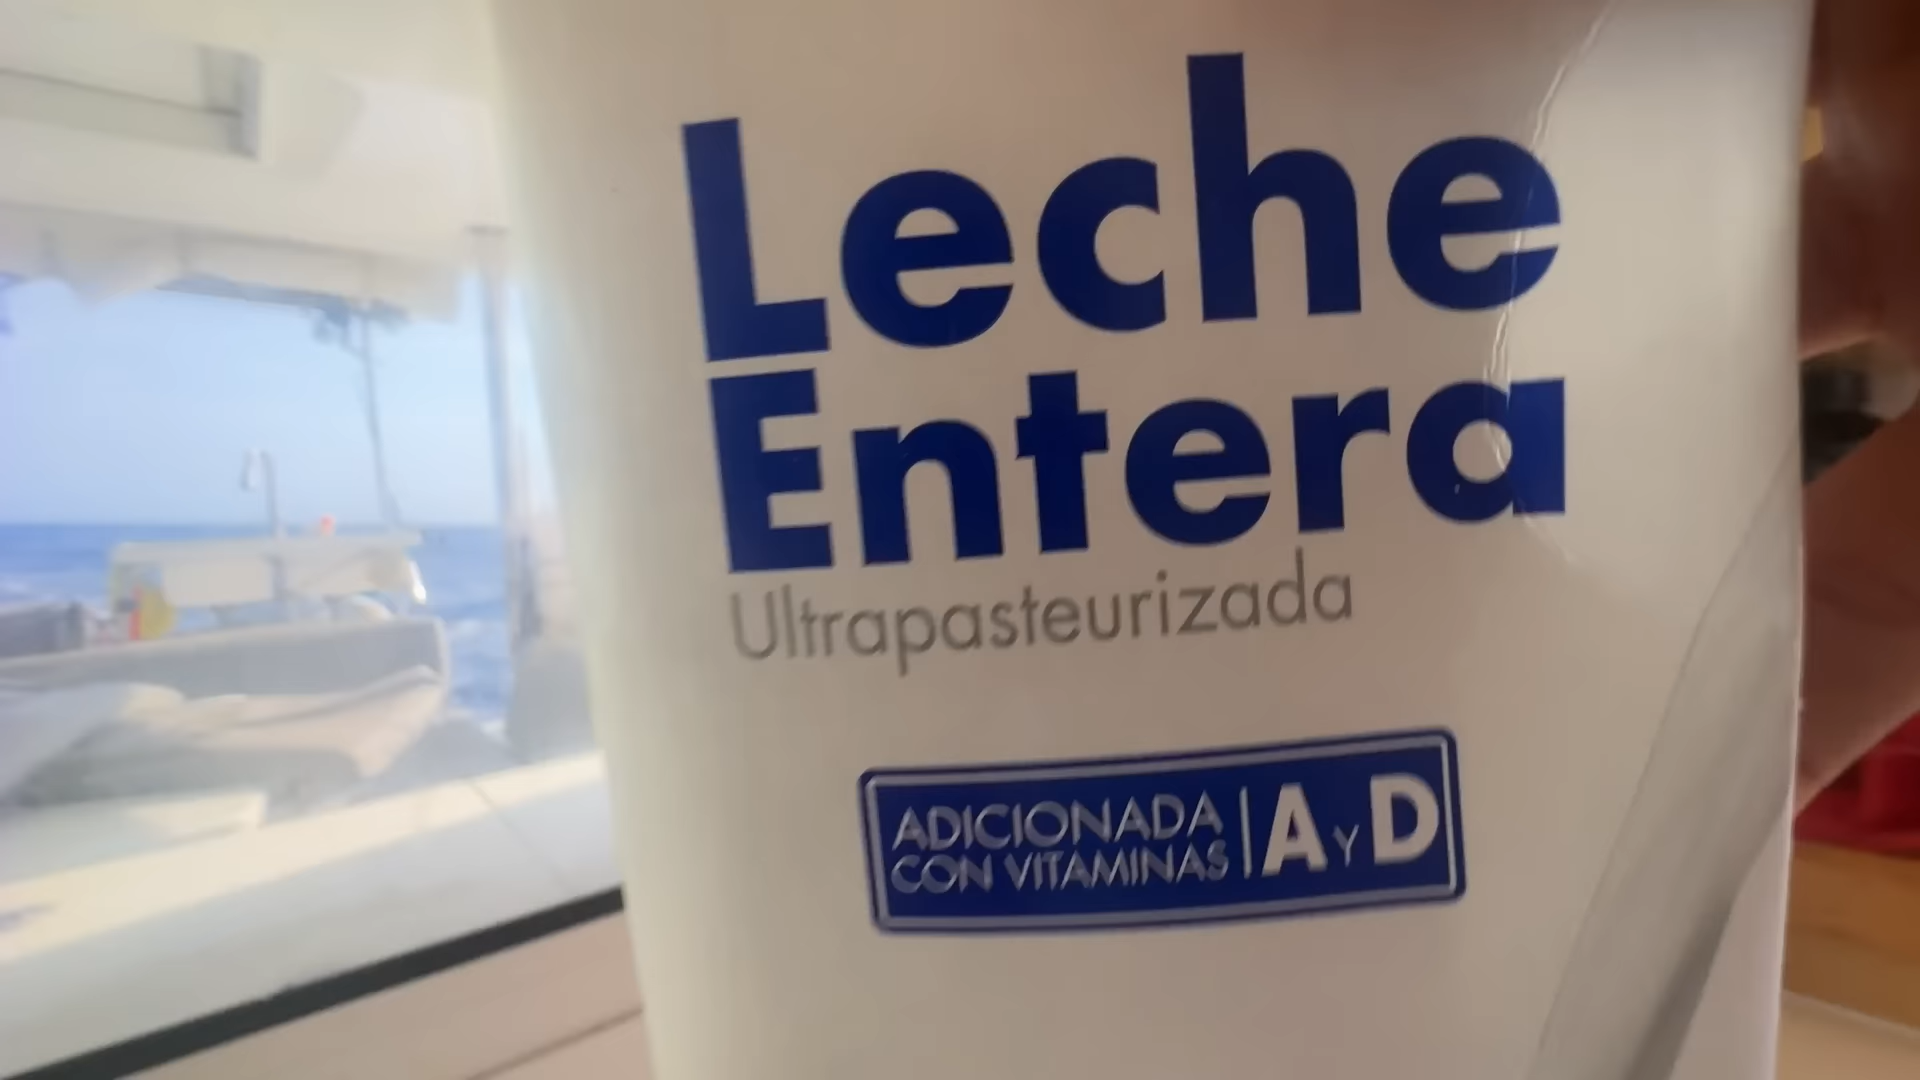 Leche
Entera
Ultrapasteurizada
ADICIONADA
CON VITAMINAS
A Y D